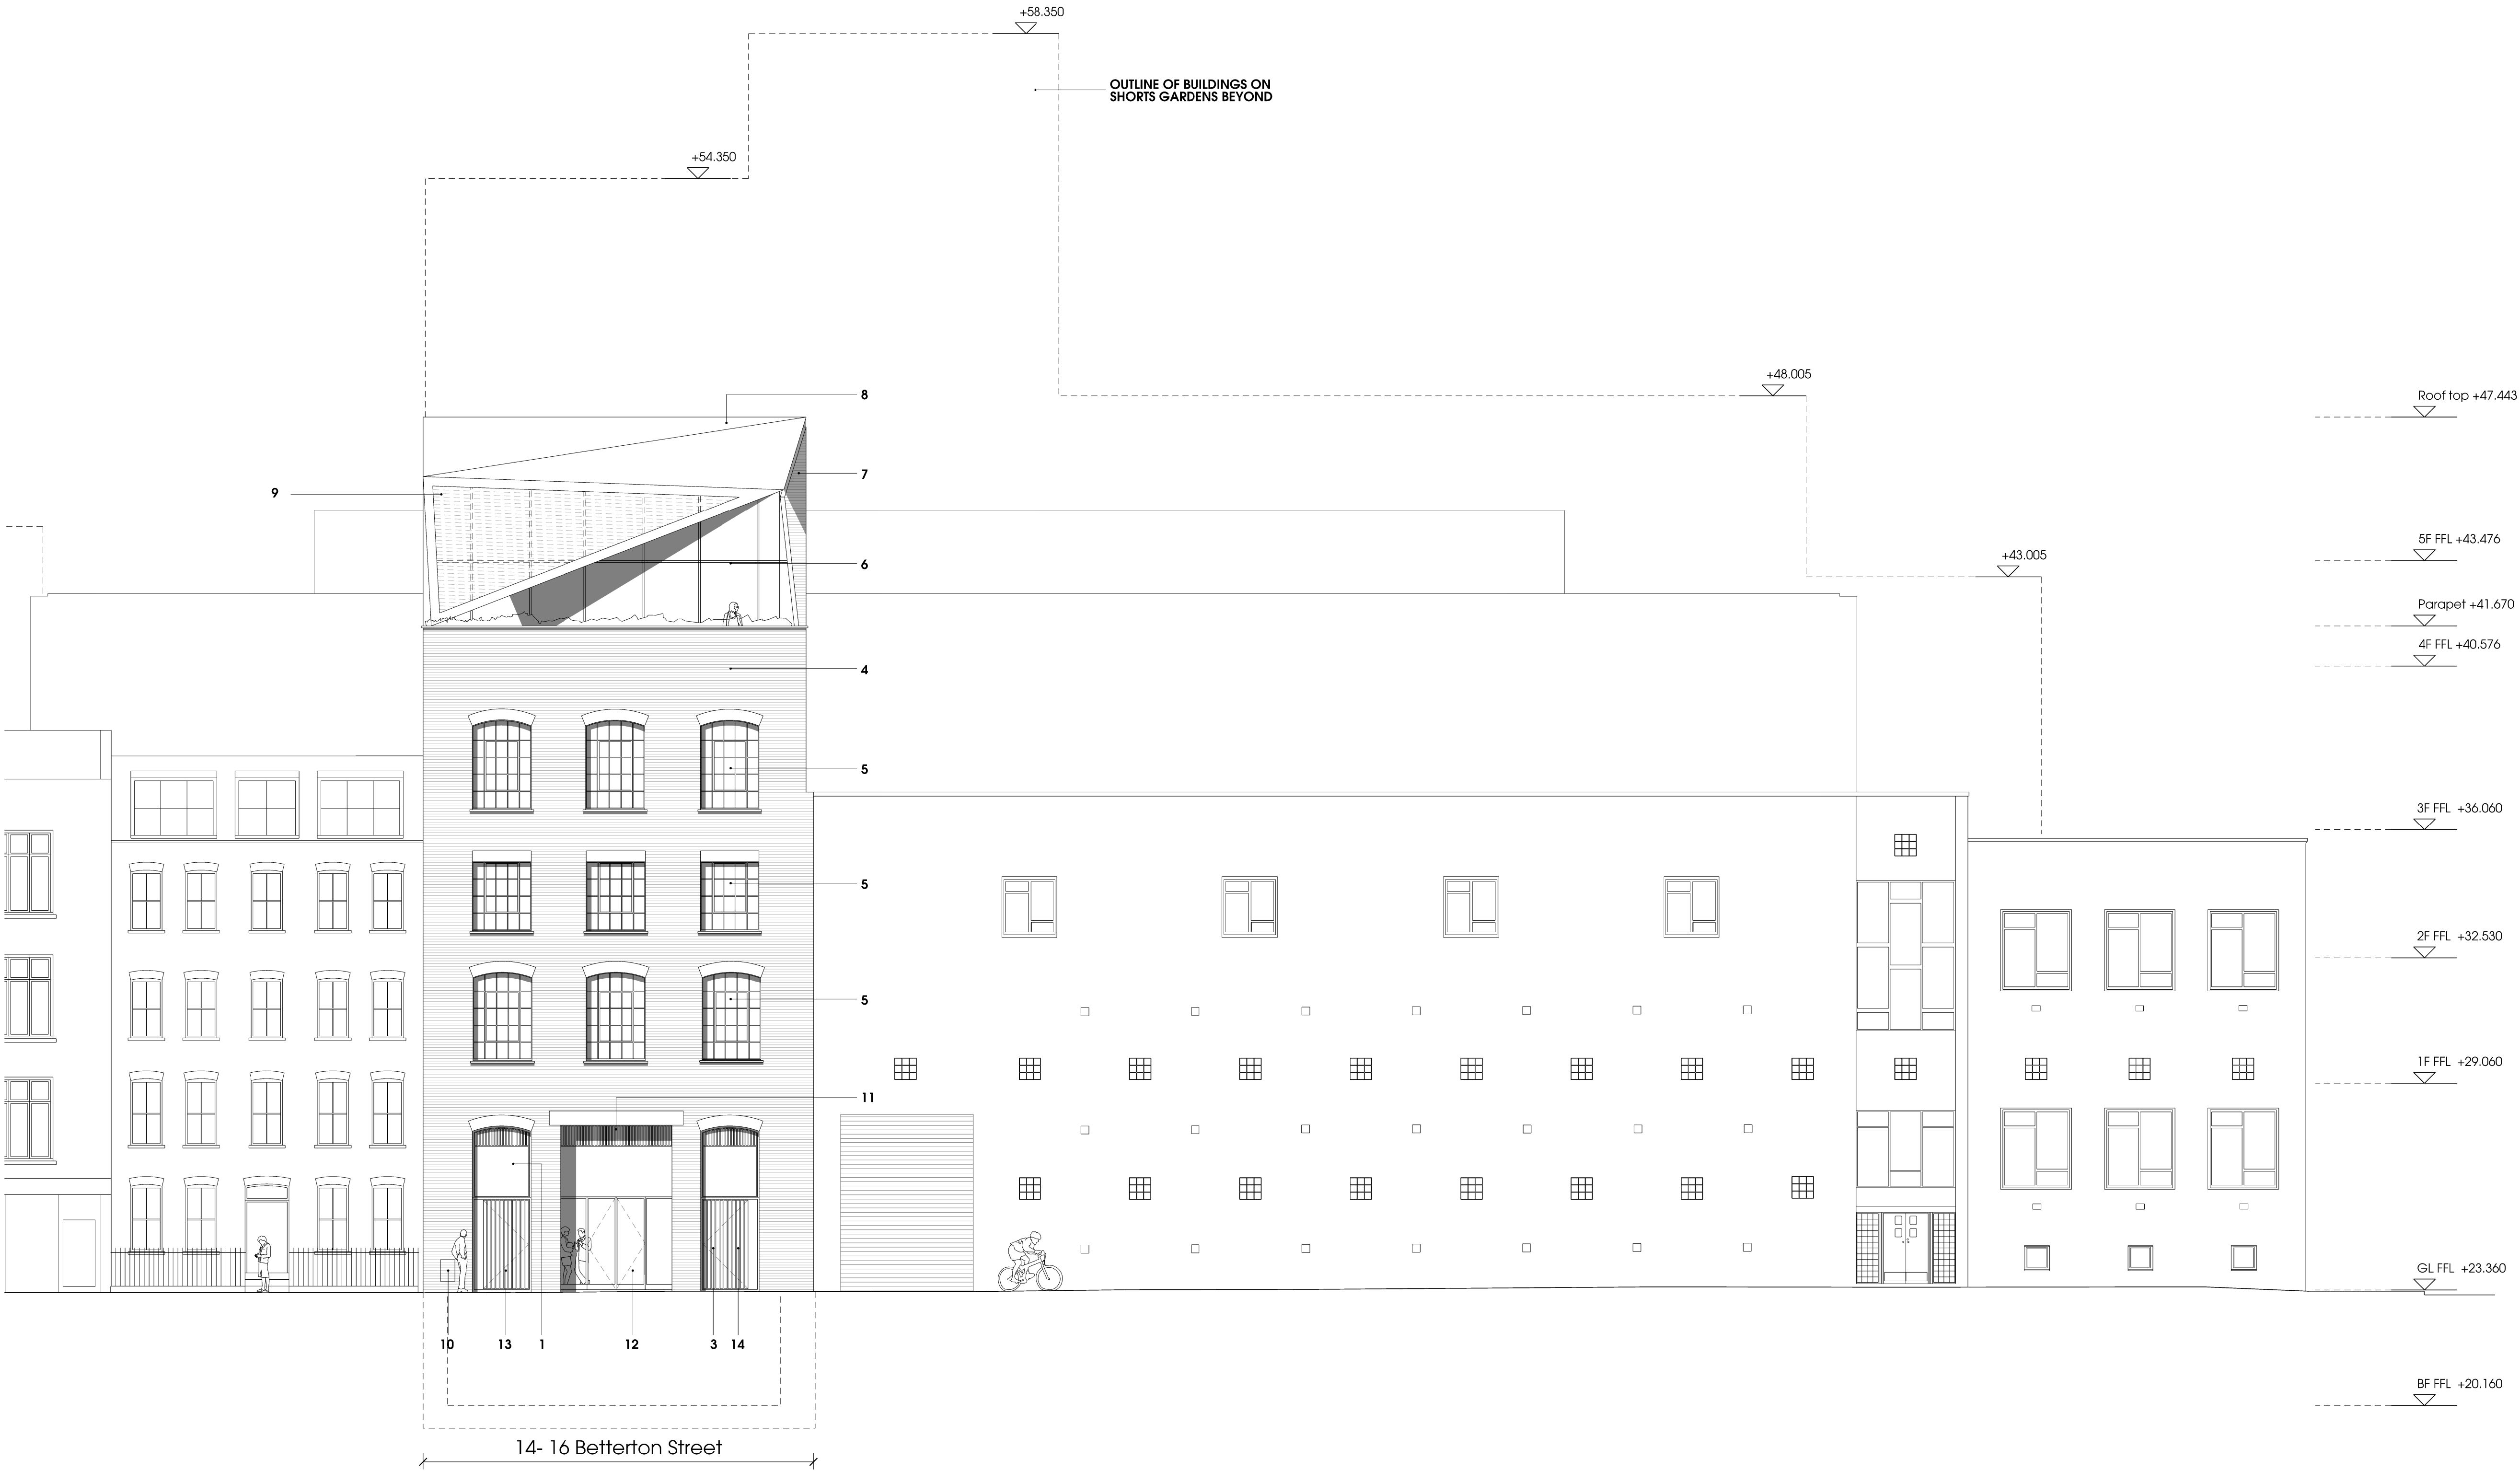 +58.350
OUTLINE OF BUILDINGS ON
SHORTS GARDENS BEYOND
+54.350
+48.005
Roof top +47.443
8
7
9
5F FFL +43.476
+43.005
6
Parapet +41.670
4F FFL +40.576
4
5
3F FFL +36.060
5
2F FFL +32.530
5
1F FFL +29.060
11
GL FFL +23.360
10
13
1
12
3
14
BF FFL +20.160
14- 16 Betterton Street